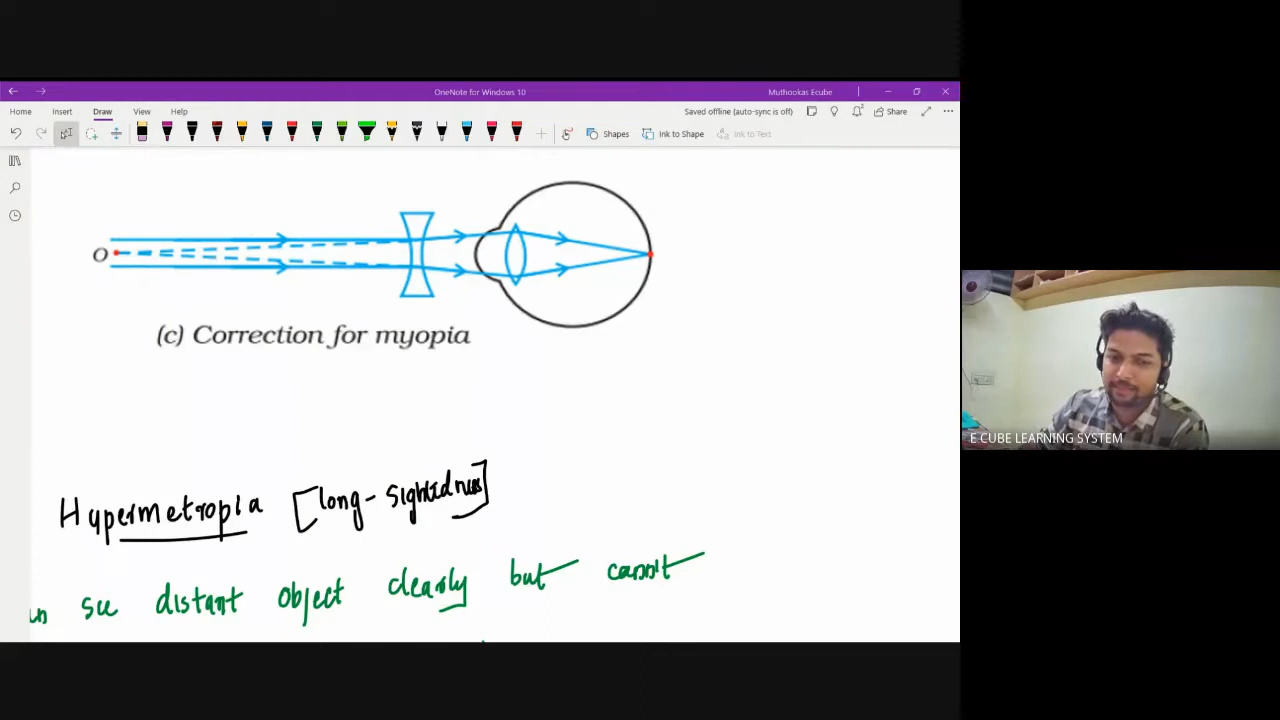 OneNote for Windows 10
Muthookas Ecube
Home Insert Draw View Help
Saved offline (auto-sync is off)
Share
Shapes
Ink to Shape
Ink to Text
O
(c) Correction for myopia
Hypermetropia [long-sightedness]
see distant object clearly but cannot
E CUBE LEARNING SYSTEM